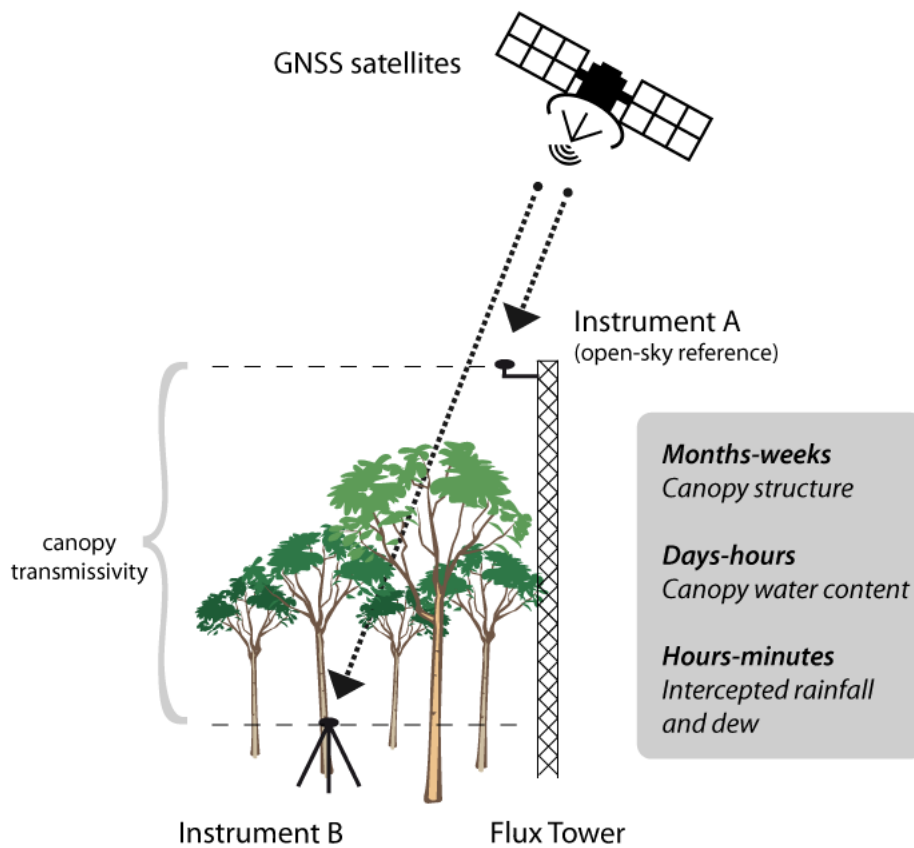 GNSS satellites
Instrument A
(open-sky reference)
canopy
transmissivity
Months-weeks
Canopy structure
Days-hours
Canopy water content
Hours-minutes
Intercepted rainfall
and dew
Instrument B
Flux Tower